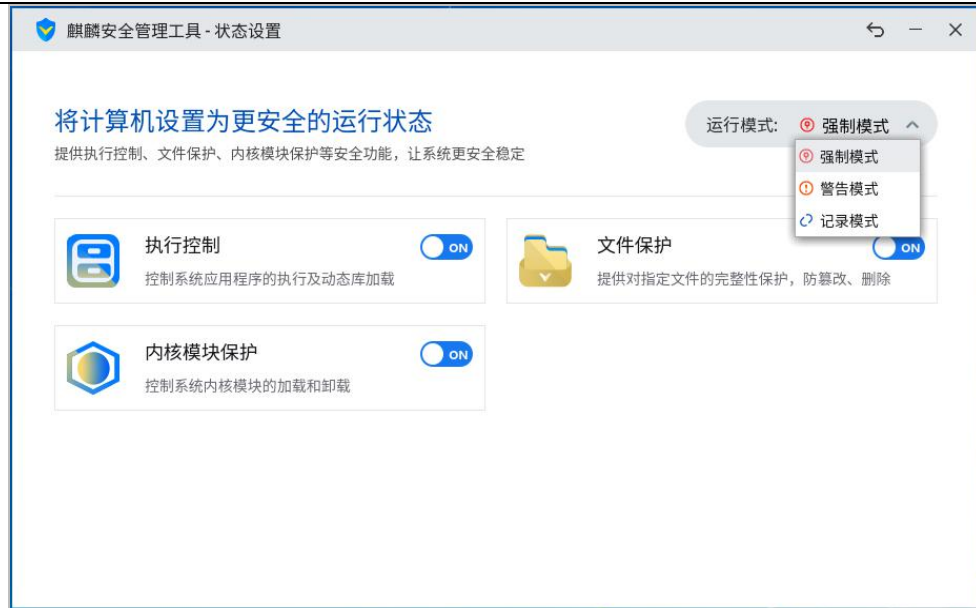 麒麟安全管理工具 - 状态设置
将计算机设置为更安全的运行状态
提供执行控制、文件保护、内核模块保护等安全功能，让系统更安全稳定
运行模式: 强制模式
强制模式
警告模式
记录模式
执行控制
ON
控制系统应用程序的执行及动态库加载
文件保护
ON
提供对指定文件的完整性保护，防篡改、删除
内核模块保护
ON
控制系统内核模块的加载和卸载